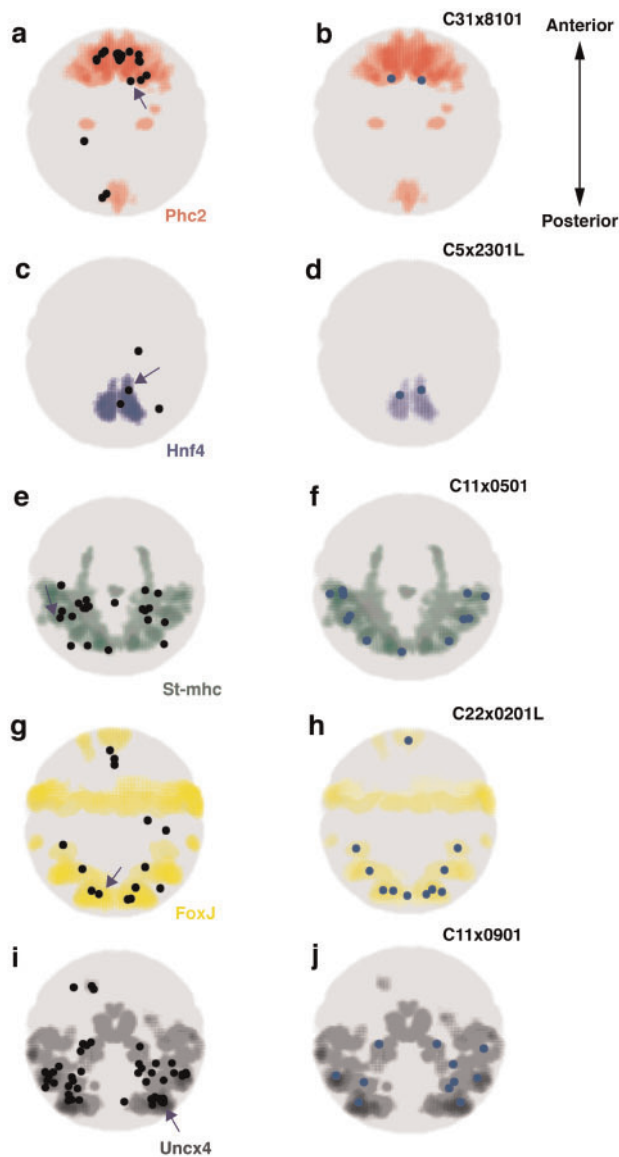 a
b
C31x8101
Anterior
Posterior
Phc2
c
d
C5x2301L
Hnf4
e
f
C11x0501
St-mhc
g
h
C22x0201L
FoxJ
i
j
C11x0901
Uncx4